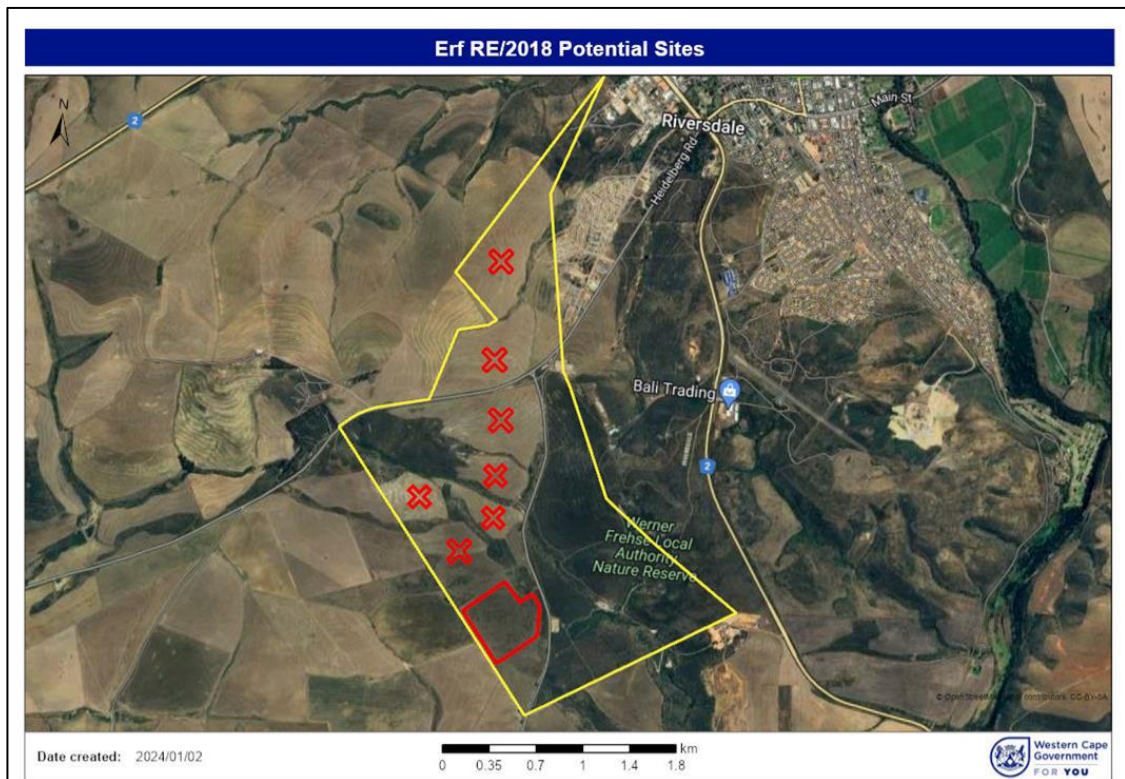 Erf RE/2018 Potential Sites
N
2
Main St
Riversdale
Heidelberg Rd
Bali Trading
2
Werner
Frehse Local
Authority
Nature Reserve
Date created: 2024/01/02
km
0 0.35 0.7 1 1.4 1.8
Western Cape
Government
FOR YOU